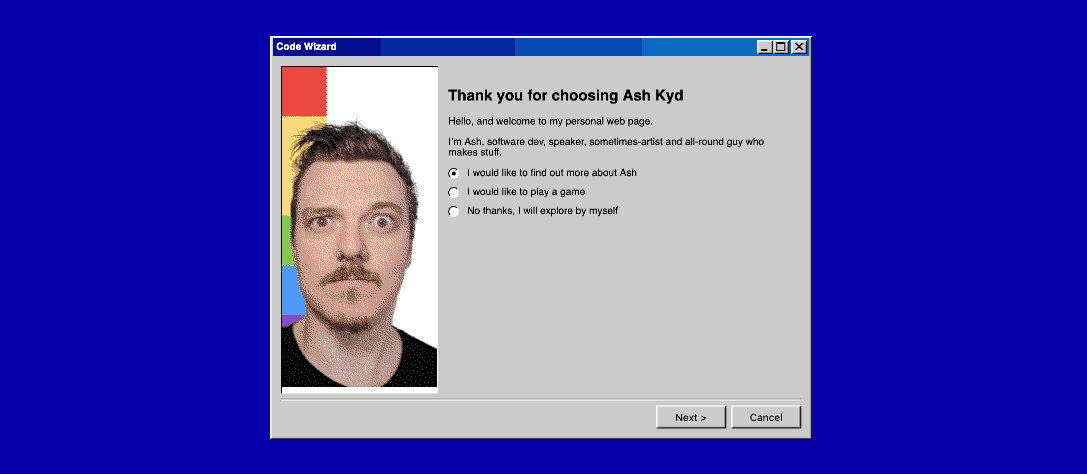 Code Wizard
Thank you for choosing Ash Kyd
Hello, and welcome to my personal web page.
I'm Ash, software dev, speaker, sometimes-artist and all-round guy who
makes stuff.
I would like to find out more about Ash
I would like to play a game
No thanks, I will explore by myself
Next >
Cancel